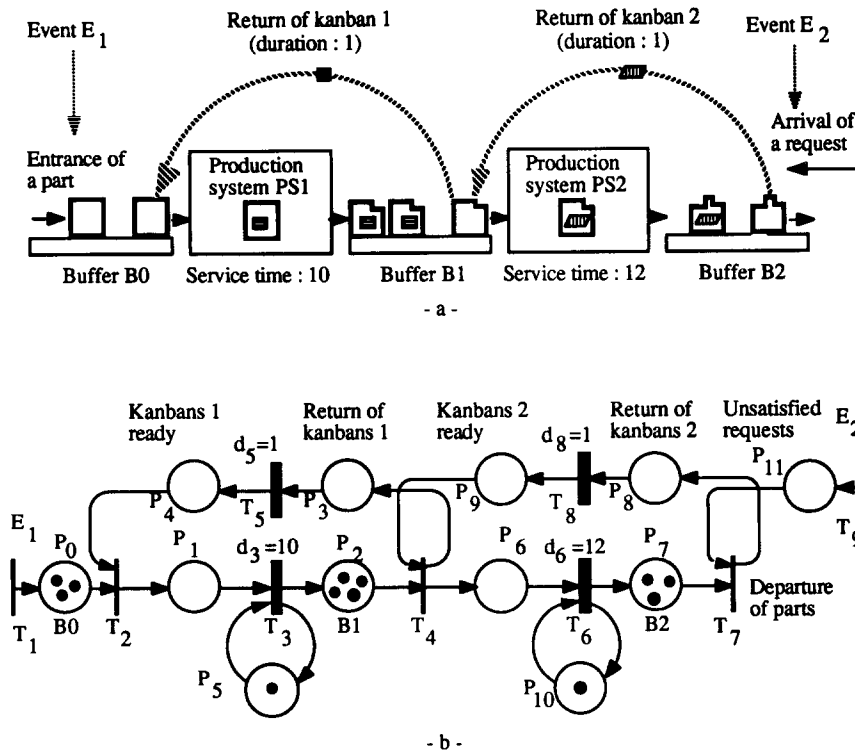 Event E1
Return of kanban 1
(duration : 1)
Return of kanban 2
(duration : 1)
Event E2
Entrance of
a part
Production
system PS1
Production
system PS2
Arrival of
a request
Buffer B0
Service time : 10
Buffer B1
Service time : 12
Buffer B2
- a -
Kanbans 1
ready
Return of
kanbans 1
Kanbans 2
ready
Return of
kanbans 2
Unsatisfied
requests
E2
d5=1
d8=1
P11
P4
T5
P3
P9
T8
P8
T9
E1
P0
P1
d3=10
P2
P6
d6=12
P7
T1
B0
T2
T3
B1
T4
T6
B2
T7
Departure
of parts
P5
P10
- b -